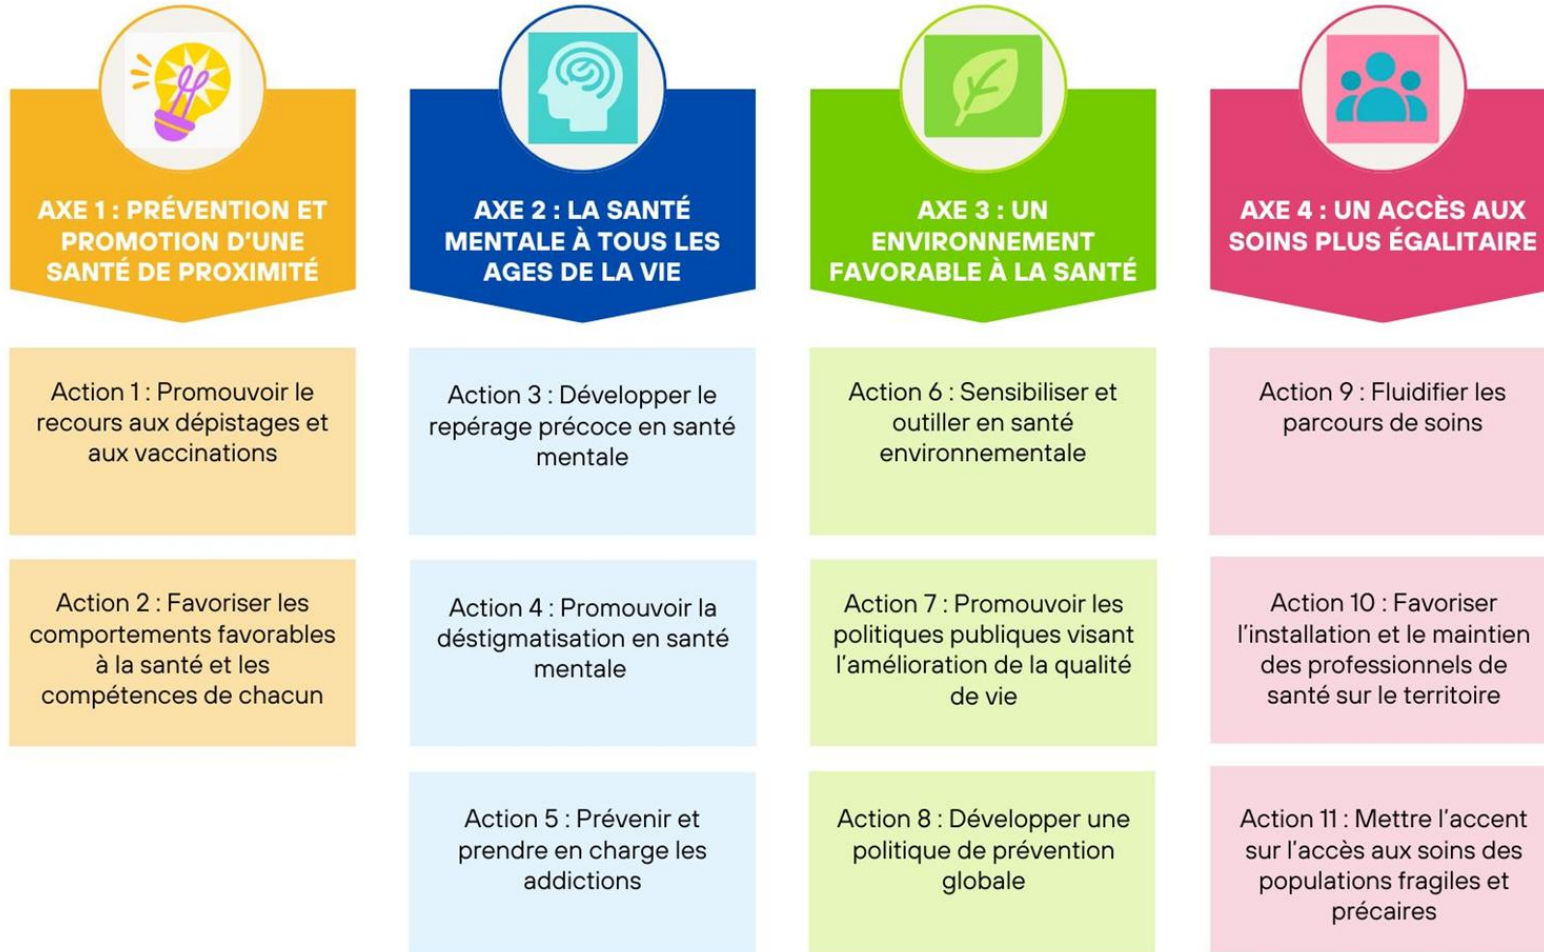 AXE 1 : PRÉVENTION ET
PROMOTION D'UNE
SANTÉ DE PROXIMITÉ
Action 1 : Promouvoir le
recours aux dépistages et
aux vaccinations
Action 2 : Favoriser les
comportements favorables
à la santé et les
compétences de chacun
AXE 2 : LA SANTÉ
MENTALE À TOUS LES
AGES DE LA VIE
Action 3 : Développer le
repérage précoce en santé
mentale
Action 4 : Promouvoir la
déstigmatisation en santé
mentale
Action 5 : Prévenir et
prendre en charge les
addictions
AXE 3 : UN
ENVIRONNEMENT
FAVORABLE À LA SANTÉ
Action 6 : Sensibiliser et
outiller en santé
environnementale
Action 7 : Promouvoir les
politiques publiques visant
l'amélioration de la qualité
de vie
Action 8 : Développer une
politique de prévention
globale
AXE 4 : UN ACCÈS AUX
SOINS PLUS ÉGALITAIRE
Action 9 : Fluidifier les
parcours de soins
Action 10 : Favoriser
l'installation et le maintien
des professionnels de
santé sur le territoire
Action 11 : Mettre l'accent
sur l'accès aux soins des
populations fragiles et
précaires